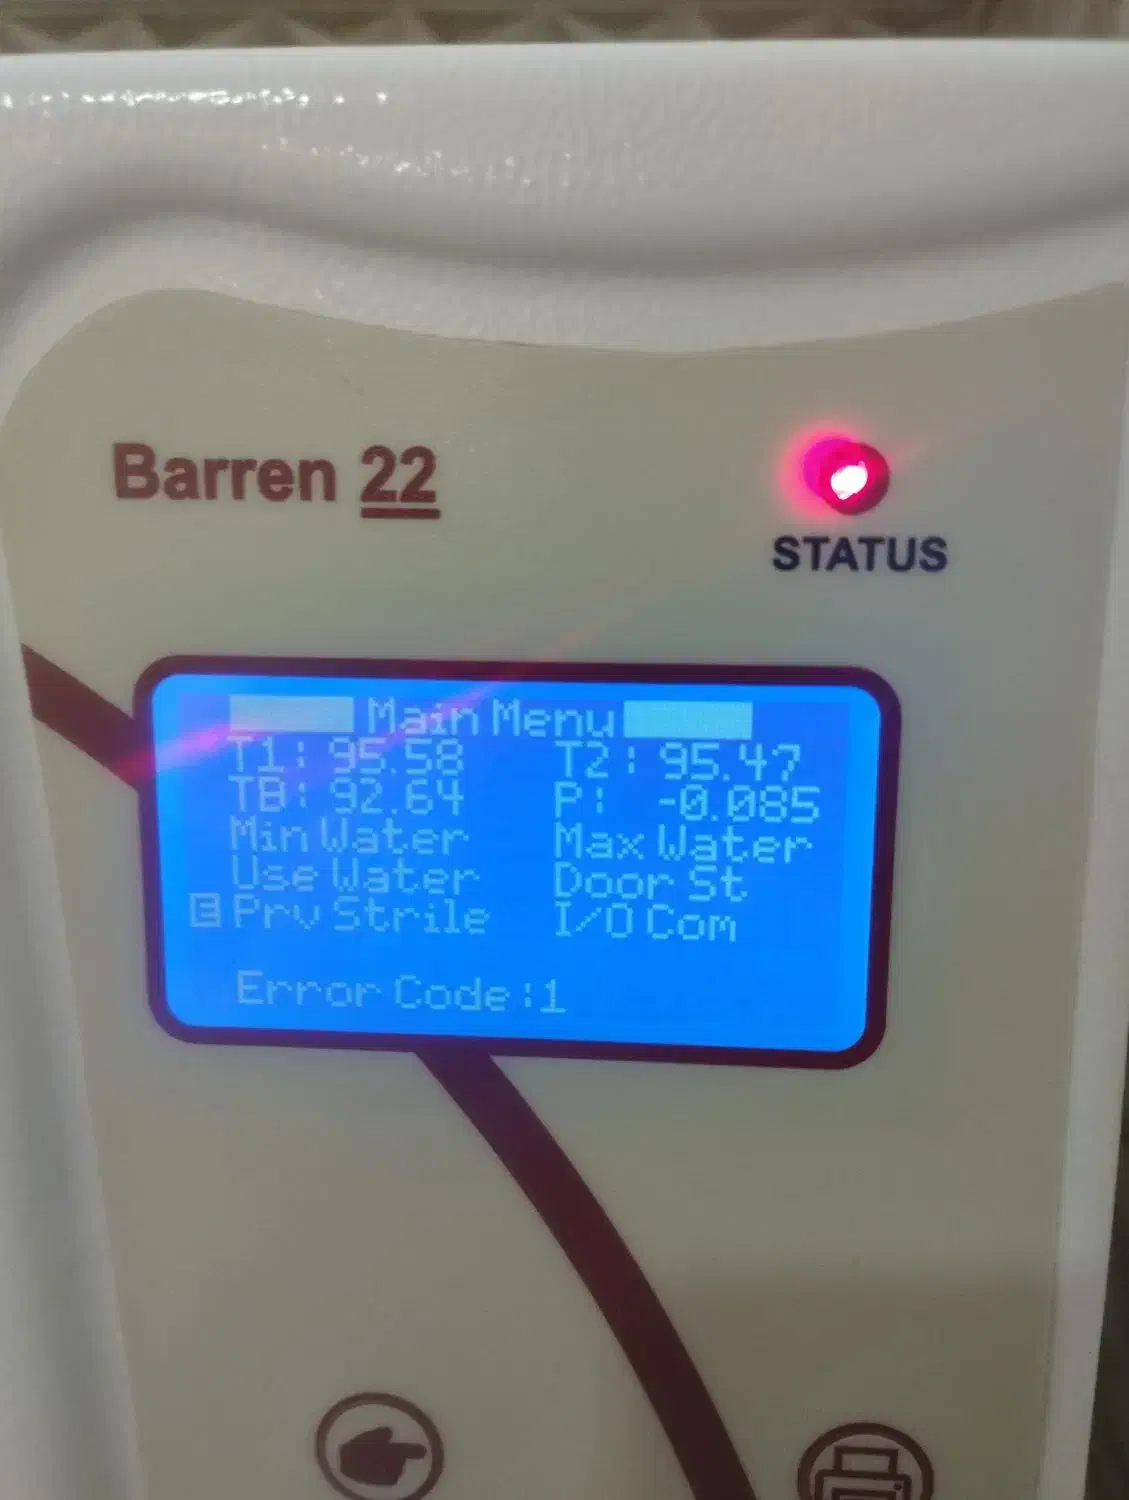 Barren 22
STATUS
Main Menu
T1: 95.58 T2: 95.47
TB: 92.64 P: -0.085
Min Water Max Water
Use Water Door St
E Prv Strile I/O Com
Error Code:1